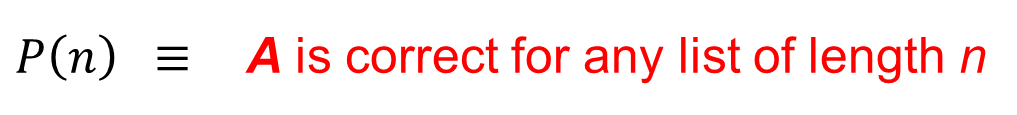 P(n) ≡ A is correct for any list of length n